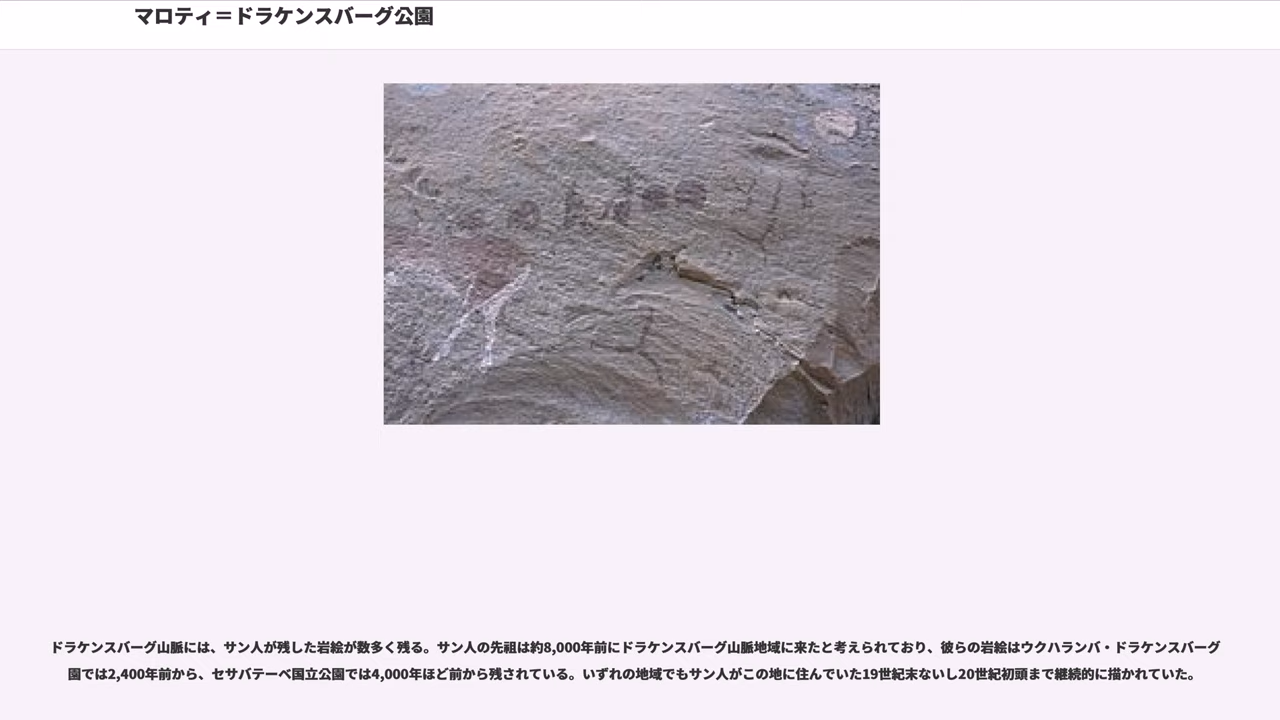 マロティ＝ドラケンスバーグ公園
ドラケンスバーグ山脈には、サン人が残した岩絵が数多く残る。サン人の先祖は約8,000年前にドラケンスバーグ山脈地域に来たと考えられており、彼らの岩絵はウクハランバ・ドラケンスバーグ
園では2,400年前から、セサバテーベ国立公園では4,000年ほど前から残されている。いずれの地域でもサン人がこの地に住んでいた19世紀末ないし20世紀初頭まで継続的に描かれていた。